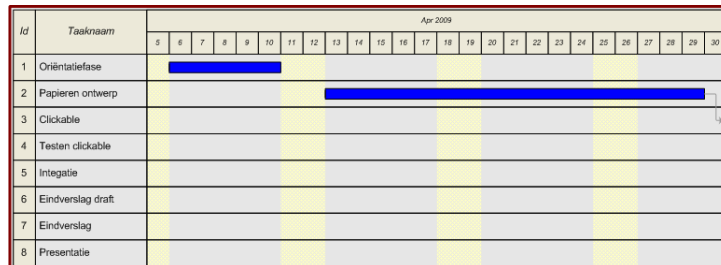 Id Taaknaam Apr 2009
5 6 7 8 9 10 11 12 13 14 15 16 17 18 19 20 21 22 23 24 25 26 27 28 29 30
1 Oriëntatiefase
2 Papieren ontwerp
3 Clickable
4 Testen clickable
5 Integatie
6 Eindverslag draft
7 Eindverslag
8 Presentatie